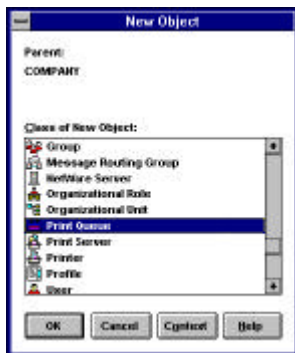 New Object
Parent:
COMPANY
Class of New Object:
Group
Message Routing Group
NetWare Server
Organizational Role
Organizational Unit
Print Queue
Print Server
Printer
Profile
User
OK
Cancel
Context
Help